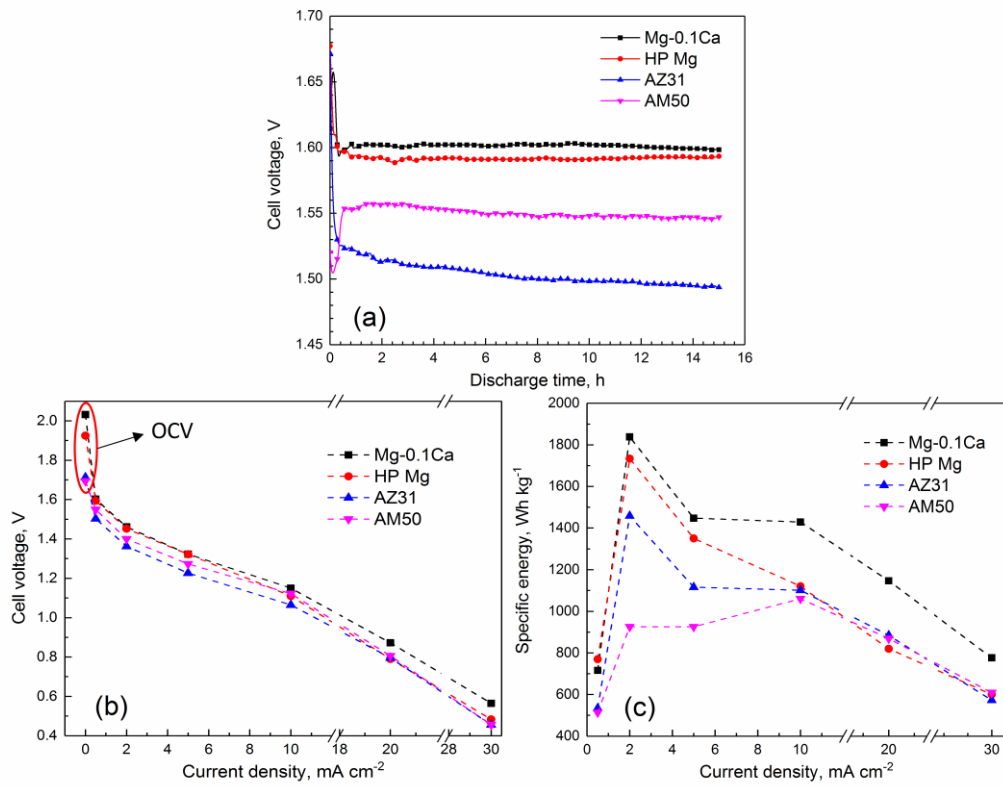 1.70
1.65
1.60
1.55
1.50
1.45
Cell voltage, V
Mg-0.1Ca
HP Mg
AZ31
AM50
(a)
0 2 4 6 8 10 12 14 16
Discharge time, h
2.0
1.8
1.6
1.4
1.2
1.0
0.8
0.6
0.4
Cell voltage, V
OCV
Mg-0.1Ca
HP Mg
AZ31
AM50
(b)
0 2 4 6 8 10 18 20 28 30
Current density, mA cm⁻²
2000
1800
1600
1400
1200
1000
800
600
400
Specific energy, Wh kg⁻¹
Mg-0.1Ca
HP Mg
AZ31
AM50
(c)
0 2 4 6 8 10 20 30
Current density, mA cm⁻²